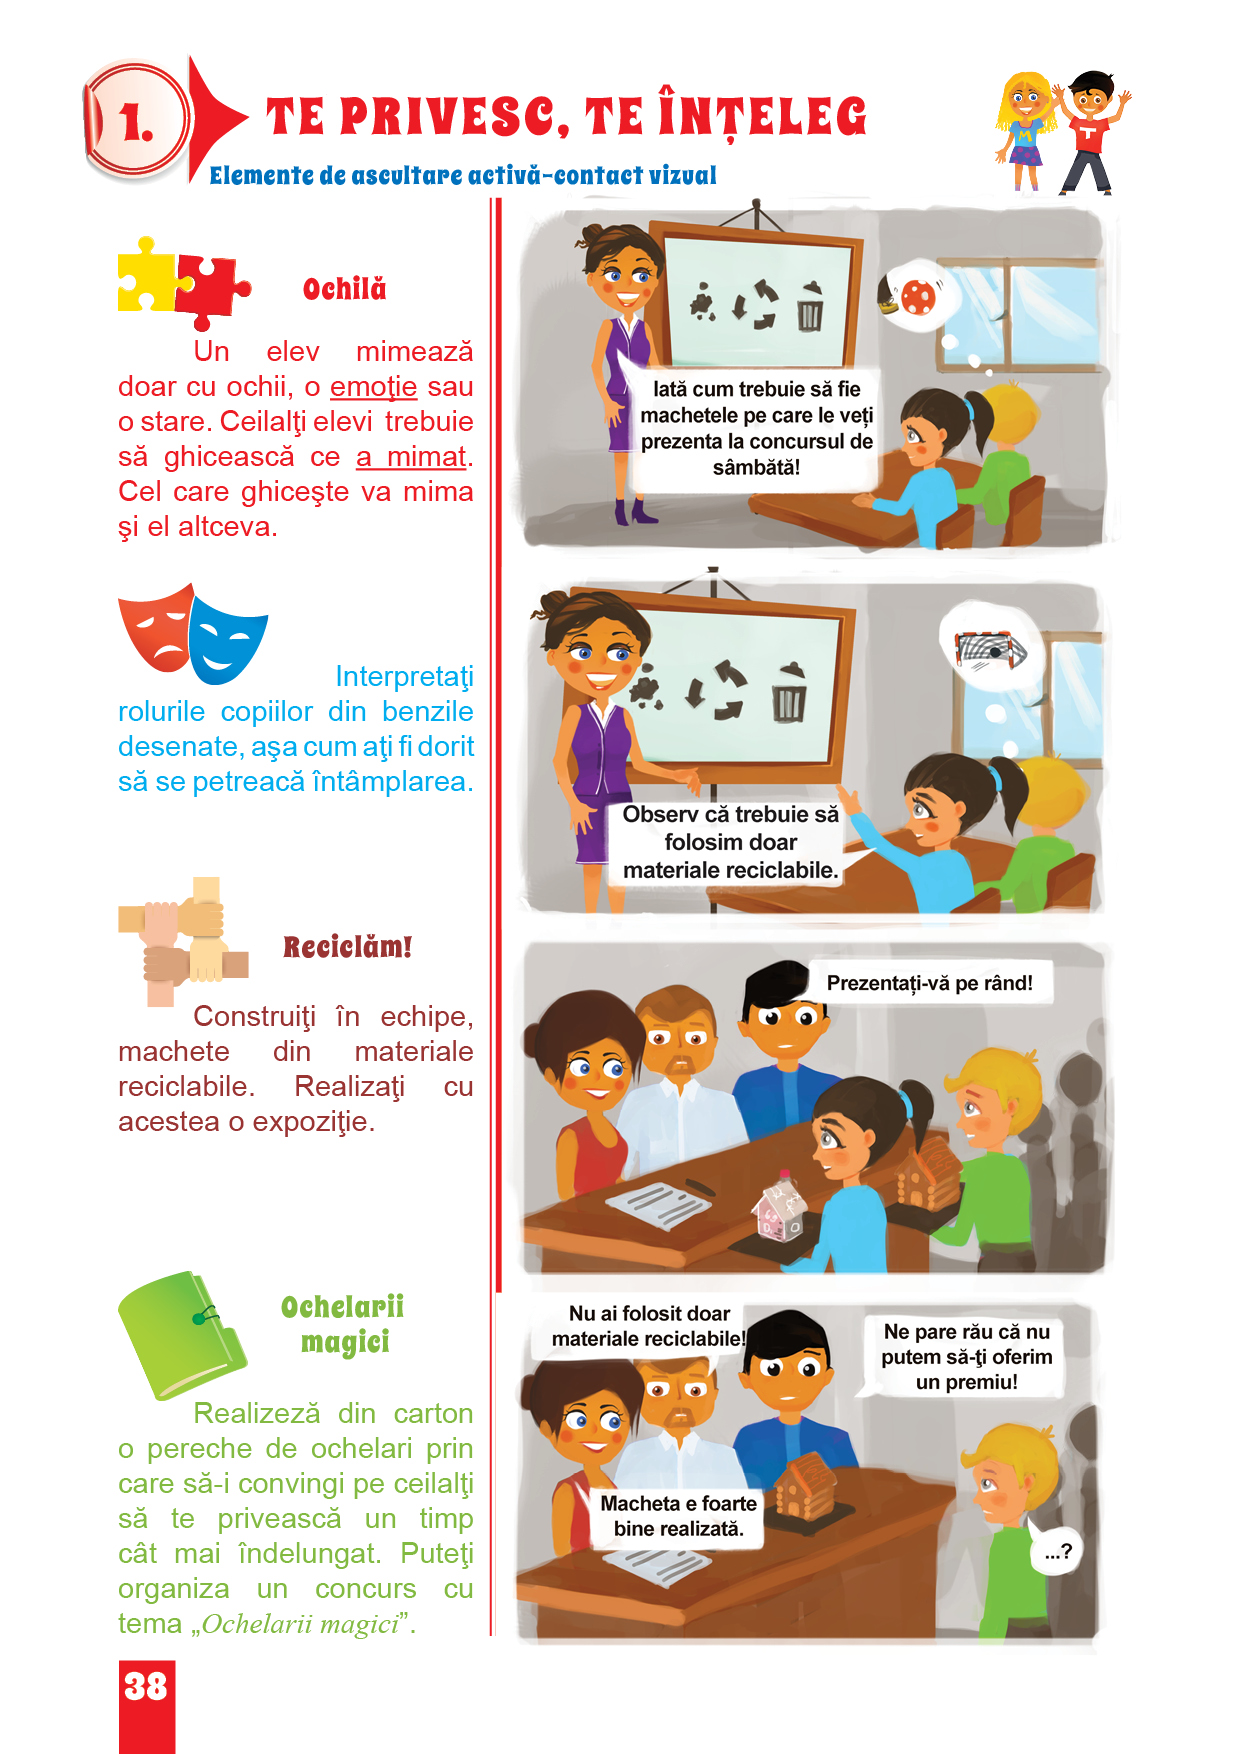 1.
TE PRIVESC, TE ÎNȚELEG
Elemente de ascultare activă-contact vizual
M
T
Ochilă
Un elev mimează
doar cu ochii, o emoţie sau
o stare. Ceilalţi elevi trebuie
să ghicească ce a mimat.
Cel care ghiceşte va mima
şi el altceva.
Interpretaţi
rolurile copiilor din benzile
desenate, aşa cum aţi fi dorit
să se petreacă întâmplarea.
Reciclăm!
Construiţi în echipe,
machete din materiale
reciclabile. Realizaţi cu
acestea o expoziţie.
Ochelarii
magici
Realizeză din carton
o pereche de ochelari prin
care să-i convingi pe ceilalţi
să te privească un timp
cât mai îndelungat. Puteţi
organiza un concurs cu
tema „Ochelarii magici”.
Iată cum trebuie să fie
machetele pe care le veți
prezenta la concursul de
sâmbătă!
Observ că trebuie să
folosim doar
materiale reciclabile.
Prezentați-vă pe rând!
Nu ai folosit doar
materiale reciclabile!
Ne pare rău că nu
putem să-ţi oferim
un premiu!
Macheta e foarte
bine realizată.
...?
38